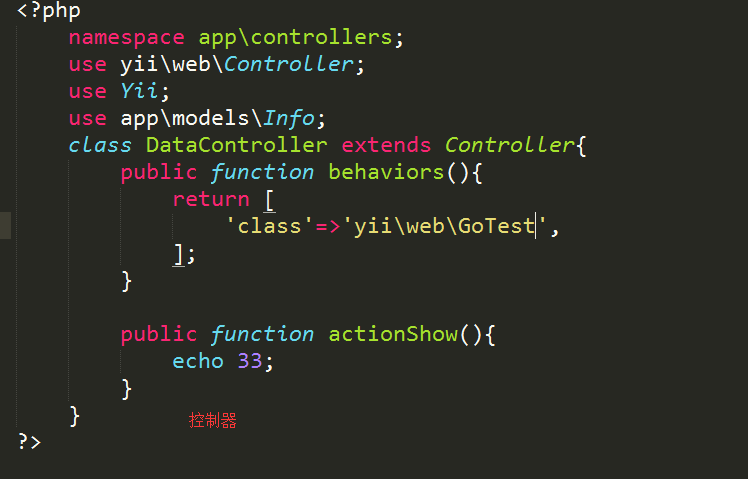 <?php
namespace app\controllers;
use yii\web\Controller;
use Yii;
use app\models\Info;
class DataController extends Controller{
public function behaviors(){
return [
'class'=>'yii\web\GoTest',
];
}
public function actionShow(){
echo 33;
}
}
控制器
?>